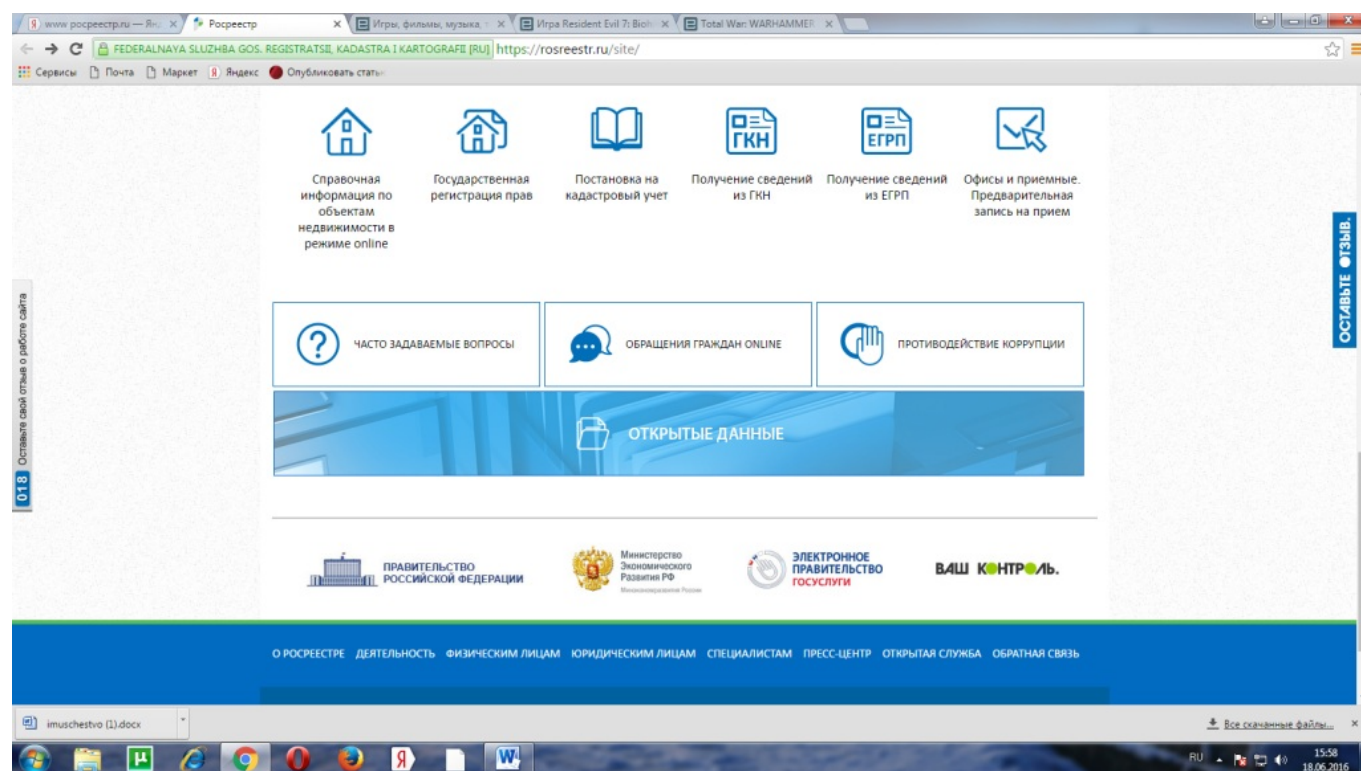 www росреестр.ru — Ян
Росреестр
Игры, фильмы, музыка,
Игра Resident Evil 7: Bioh
Total War: WARHAMMER
FEDERALNAYA SLUZHBA GOS. REGISTRATSII, KADASTRA I KARTOGRAFII [RU] https://rosreestr.ru/site/
Сервисы Почта Маркет Я Яндекс Опубликовать статью
ГКН
ЕГРП
Справочная
информация по
объектам
недвижимости в
режиме online
Государственная
регистрация прав
Постановка на
кадастровый учет
Получение сведений
из ГКН
Получение сведений
из ЕГРП
Офисы и приемные.
Предварительная
запись на прием
ОСТАВЬТЕ ОТЗЫВ.
018 Оставьте свой отзыв о работе сайта
ЧАСТО ЗАДАВАЕМЫЕ ВОПРОСЫ
ОБРАЩЕНИЯ ГРАЖДАН ONLINE
ПРОТИВОДЕЙСТВИЕ КОРРУПЦИИ
ОТКРЫТЫЕ ДАННЫЕ
ПРАВИТЕЛЬСТВО
РОССИЙСКОЙ ФЕДЕРАЦИИ
Министерство
Экономического
Развития РФ
Минэкономразвития России
ЭЛЕКТРОННОЕ
ПРАВИТЕЛЬСТВО
ГОСУСЛУГИ
ВАШ КОНТРОЛЬ.
О РОСРЕЕСТРЕ ДЕЯТЕЛЬНОСТЬ ФИЗИЧЕСКИМ ЛИЦАМ ЮРИДИЧЕСКИМ ЛИЦАМ СПЕЦИАЛИСТАМ ПРЕСС-ЦЕНТР ОТКРЫТАЯ СЛУЖБА ОБРАТНАЯ СВЯЗЬ
imuschestvo (1).docx
Все скачанные файлы...
RU
15:58
18.06.2016